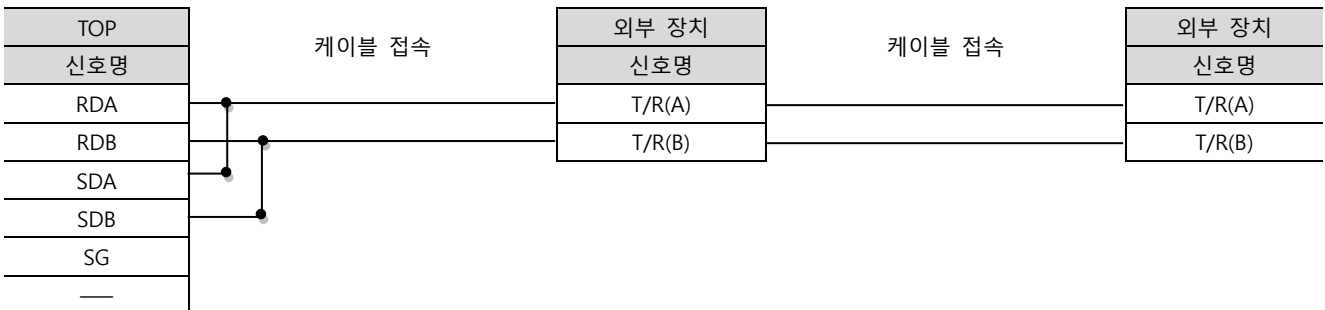 TOP 케이블 접속 외부 장치 케이블 접속 외부 장치
신호명 신호명 신호명
RDA T/R(A) T/R(A)
RDB T/R(B) T/R(B)
SDA
SDB
SG
——